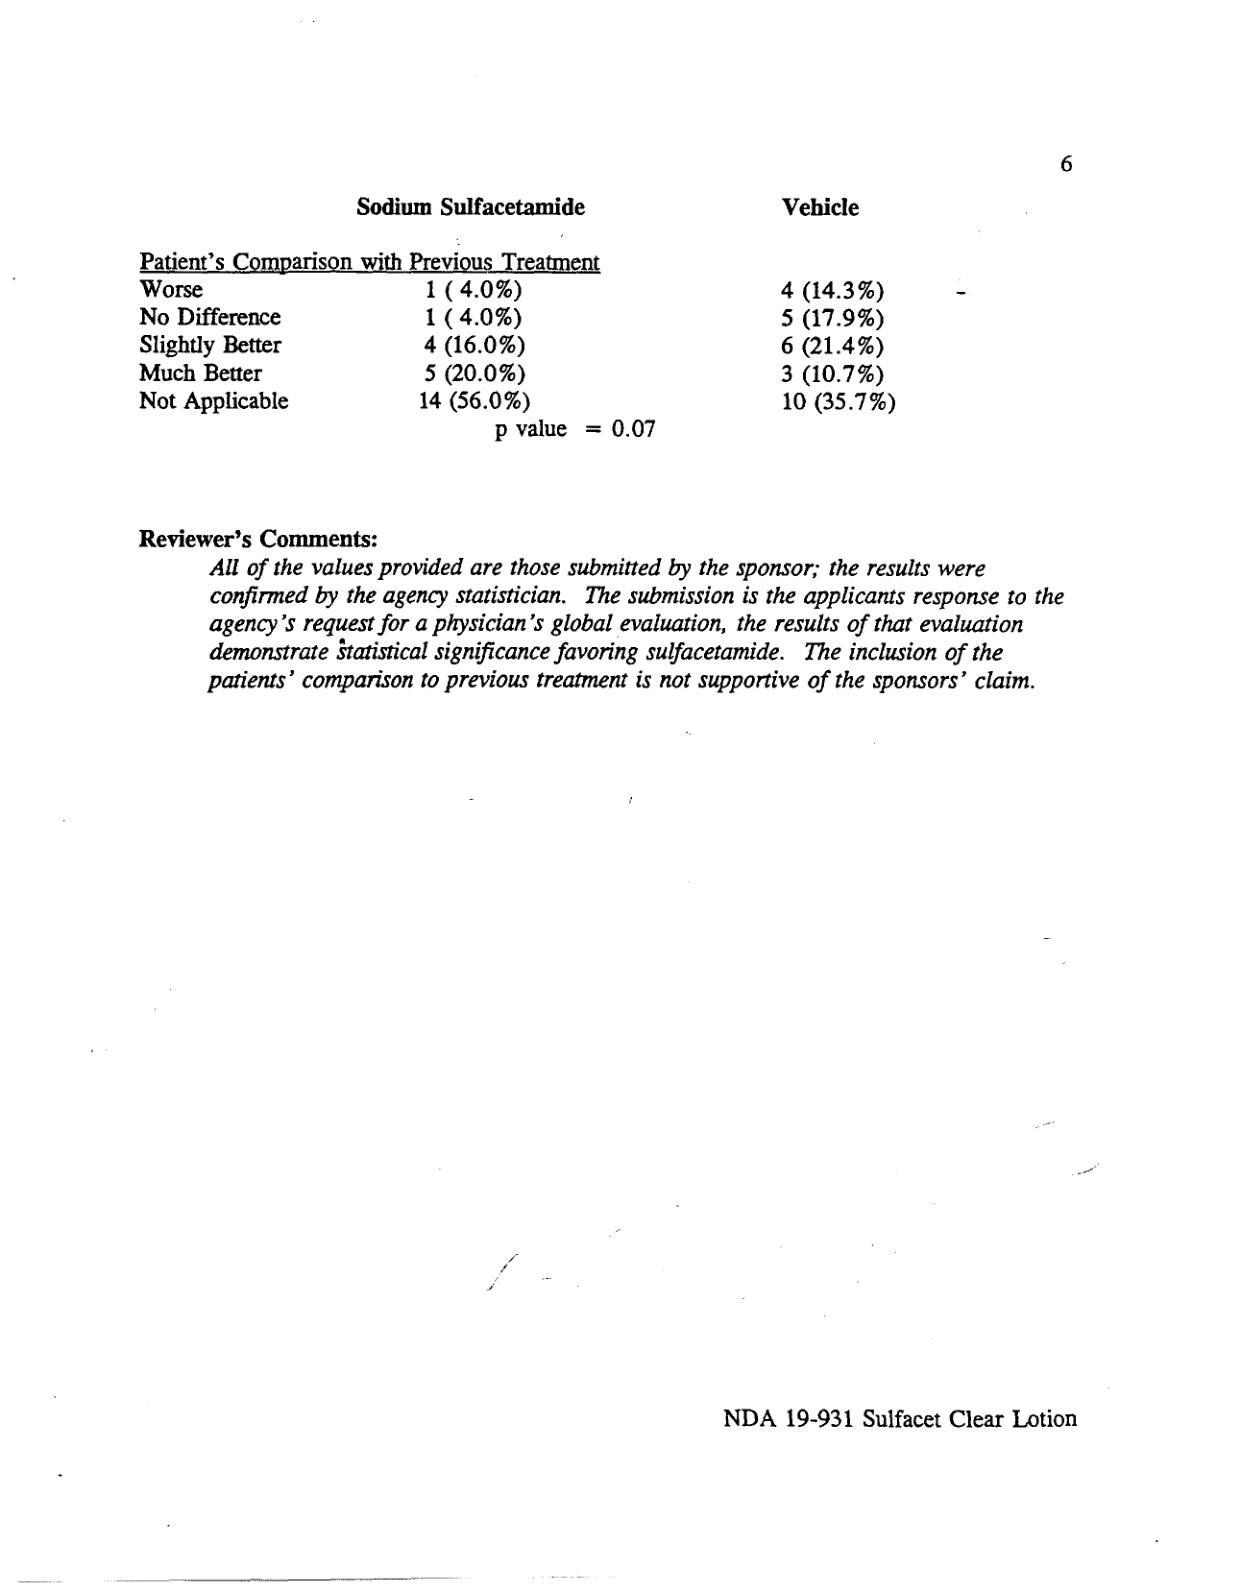 6
Sodium Sulfacetamide Vehicle
Patient's Comparison with Previous Treatment
Worse 1 ( 4.0%) 4 (14.3%)
No Difference 1 ( 4.0%) 5 (17.9%)
Slightly Better 4 (16.0%) 6 (21.4%)
Much Better 5 (20.0%) 3 (10.7%)
Not Applicable 14 (56.0%) 10 (35.7%)
p value = 0.07
Reviewer's Comments:
All of the values provided are those submitted by the sponsor; the results were
confirmed by the agency statistician. The submission is the applicants response to the
agency's request for a physician's global evaluation, the results of that evaluation
demonstrate statistical significance favoring sulfacetamide. The inclusion of the
patients' comparison to previous treatment is not supportive of the sponsors' claim.
NDA 19-931 Sulfacet Clear Lotion